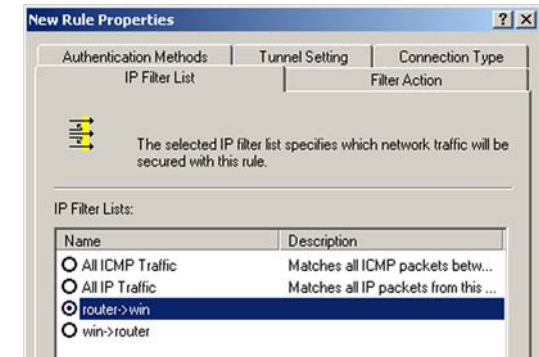 New Rule Properties
Authentication Methods Tunnel Setting Connection Type
IP Filter List Filter Action
The selected IP filter list specifies which network traffic will be
secured with this rule.
IP Filter Lists:
Name Description
All ICMP Traffic Matches all ICMP packets betw...
All IP Traffic Matches all IP packets from this ...
router->win
win->router